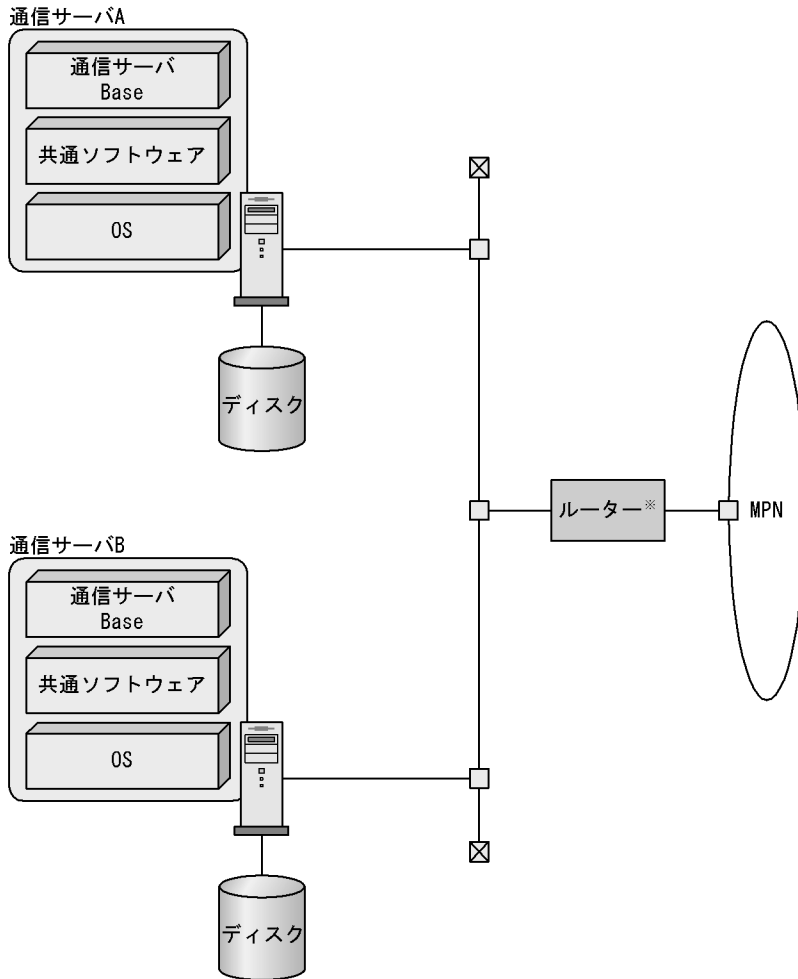 通信サーバA
通信サーバ
Base
共通ソフトウェア
OS
ディスク
ルーター※
MPN
通信サーバB
通信サーバ
Base
共通ソフトウェア
OS
ディスク